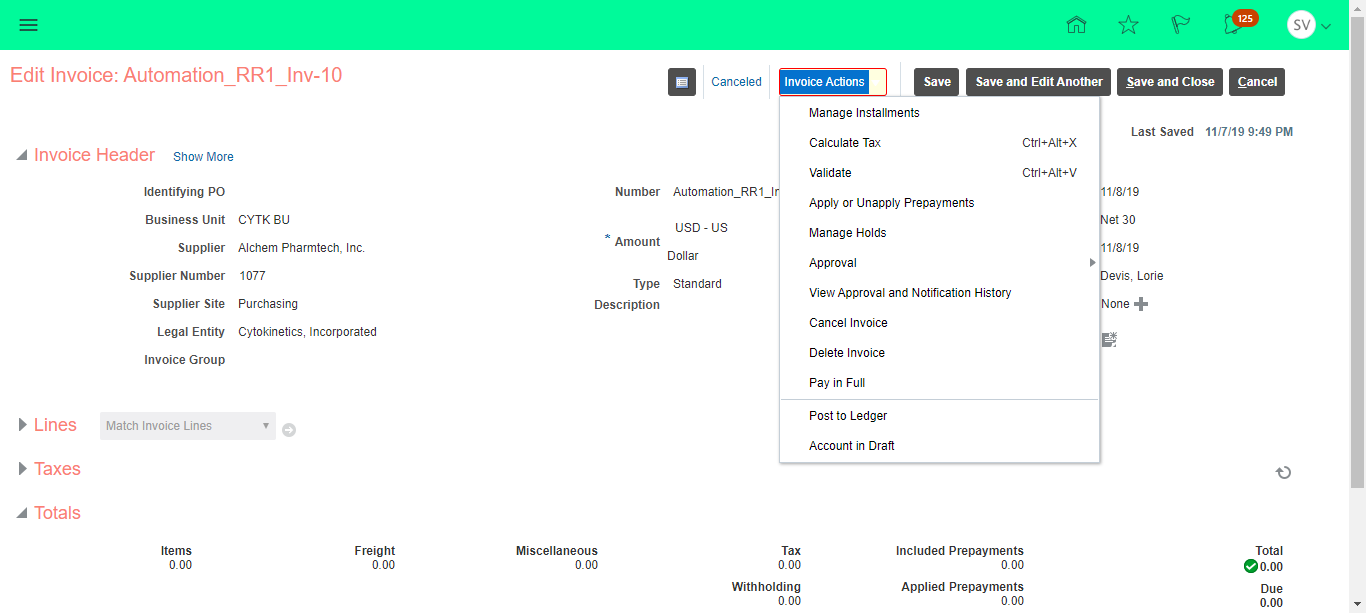 125
SV
Edit Invoice: Automation_RR1_Inv-10
Canceled
Invoice Actions
Save
Save and Edit Another
Save and Close
Cancel
Last Saved 11/7/19 9:49 PM
Manage Installments
Calculate Tax Ctrl+Alt+X
Validate Ctrl+Alt+V
Apply or Unapply Prepayments
Manage Holds
Approval
View Approval and Notification History
Cancel Invoice
Delete Invoice
Pay in Full
Post to Ledger
Account in Draft
Invoice Header Show More
Identifying PO
Business Unit CYTK BU
Supplier Alchem Pharmtech, Inc.
Supplier Number 1077
Supplier Site Purchasing
Legal Entity Cytokinetics, Incorporated
Invoice Group
Number Automation_RR1_In
* Amount USD - US
Dollar
Type Standard
Description
11/8/19
Net 30
11/8/19
Devis, Lorie
None
Lines Match Invoice Lines
Taxes
Totals
Items Freight Miscellaneous Tax Included Prepayments Total
0.00 0.00 0.00 0.00 0.00 0.00
Withholding Applied Prepayments Due
0.00 0.00 0.00